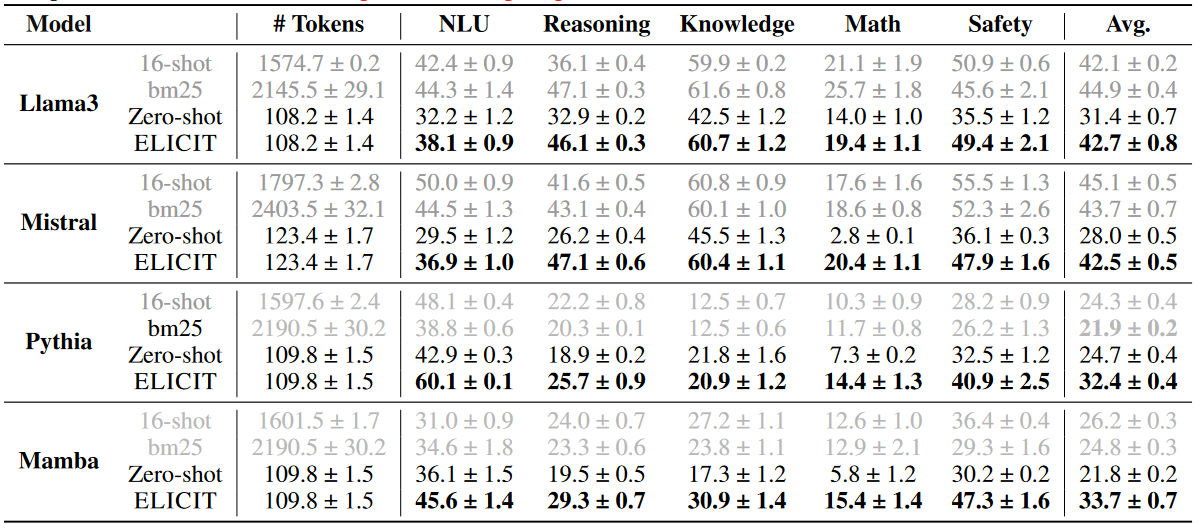 Model # Tokens NLU Reasoning Knowledge Math Safety Avg.
Llama3
16-shot 1574.7 ± 0.2 42.4 ± 0.9 36.1 ± 0.4 59.9 ± 0.2 21.1 ± 1.9 50.9 ± 0.6 42.1 ± 0.2
bm25 2145.5 ± 29.1 44.3 ± 1.4 47.1 ± 0.3 61.6 ± 0.8 25.7 ± 1.8 45.6 ± 2.1 44.9 ± 0.4
Zero-shot 108.2 ± 1.4 32.2 ± 1.2 32.9 ± 0.2 42.5 ± 1.2 14.0 ± 1.0 35.5 ± 1.2 31.4 ± 0.7
ELICIT 108.2 ± 1.4 38.1 ± 0.9 46.1 ± 0.3 60.7 ± 1.2 19.4 ± 1.1 49.4 ± 2.1 42.7 ± 0.8
Mistral
16-shot 1797.3 ± 2.8 50.0 ± 0.9 41.6 ± 0.5 60.8 ± 0.9 17.6 ± 1.6 55.5 ± 1.3 45.1 ± 0.5
bm25 2403.5 ± 32.1 44.5 ± 1.3 43.1 ± 0.4 60.1 ± 1.0 18.6 ± 0.8 52.3 ± 2.6 43.7 ± 0.7
Zero-shot 123.4 ± 1.7 29.5 ± 1.2 26.2 ± 0.4 45.5 ± 1.3 2.8 ± 0.1 36.1 ± 0.3 28.0 ± 0.5
ELICIT 123.4 ± 1.7 36.9 ± 1.0 47.1 ± 0.6 60.4 ± 1.1 20.4 ± 1.1 47.9 ± 1.6 42.5 ± 0.5
Pythia
16-shot 1597.6 ± 2.4 48.1 ± 0.4 22.2 ± 0.8 12.5 ± 0.7 10.3 ± 0.9 28.2 ± 0.9 24.3 ± 0.4
bm25 2190.5 ± 30.2 38.8 ± 0.6 20.3 ± 0.1 12.5 ± 0.6 11.7 ± 0.8 26.2 ± 1.3 21.9 ± 0.2
Zero-shot 109.8 ± 1.5 42.9 ± 0.3 18.9 ± 0.2 21.8 ± 1.6 7.3 ± 0.2 32.5 ± 1.2 24.7 ± 0.4
ELICIT 109.8 ± 1.5 60.1 ± 0.1 25.7 ± 0.9 20.9 ± 1.2 14.4 ± 1.3 40.9 ± 2.5 32.4 ± 0.4
Mamba
16-shot 1601.5 ± 1.7 31.0 ± 0.9 24.0 ± 0.7 27.2 ± 1.1 12.6 ± 1.0 36.4 ± 0.4 26.2 ± 0.3
bm25 2190.5 ± 30.2 34.6 ± 1.8 23.3 ± 0.6 23.8 ± 1.1 12.9 ± 2.1 29.3 ± 1.6 24.8 ± 0.3
Zero-shot 109.8 ± 1.5 36.1 ± 1.5 19.5 ± 0.5 17.3 ± 1.2 5.8 ± 1.2 30.2 ± 0.2 21.8 ± 0.2
ELICIT 109.8 ± 1.5 45.6 ± 1.4 29.3 ± 0.7 30.9 ± 1.4 15.4 ± 1.4 47.3 ± 1.6 33.7 ± 0.7